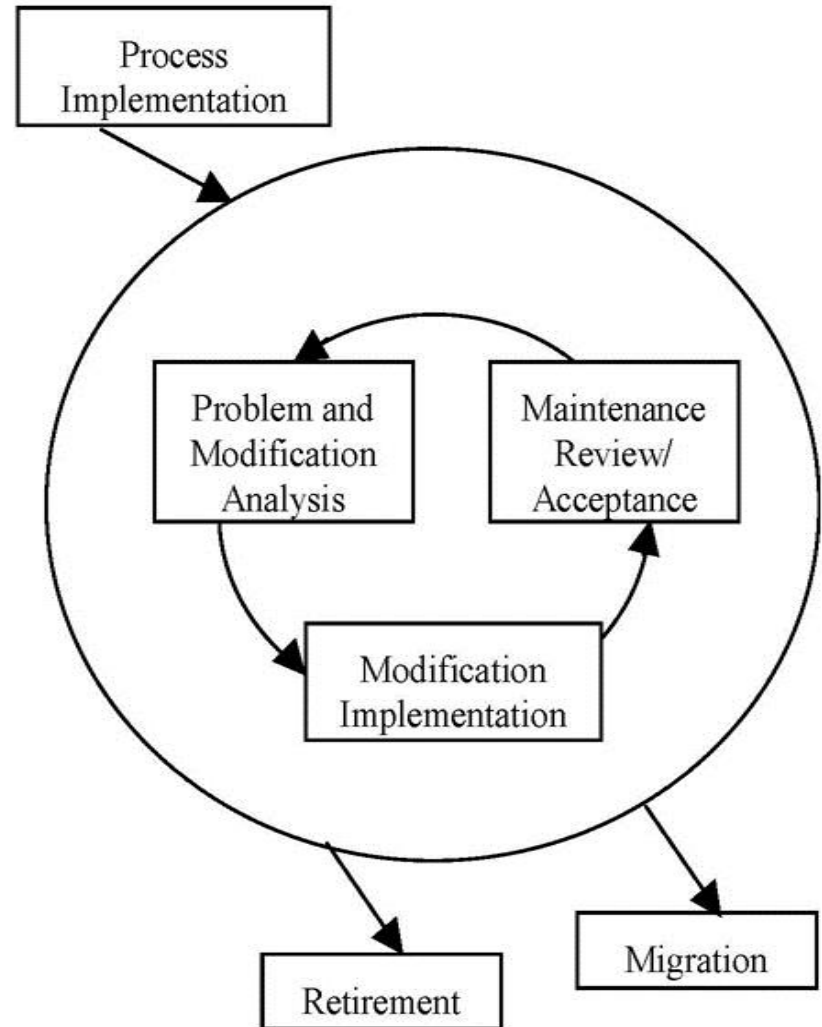 Process
Implementation
Problem and
Modification
Analysis
Maintenance
Review/
Acceptance
Modification
Implementation
Migration
Retirement